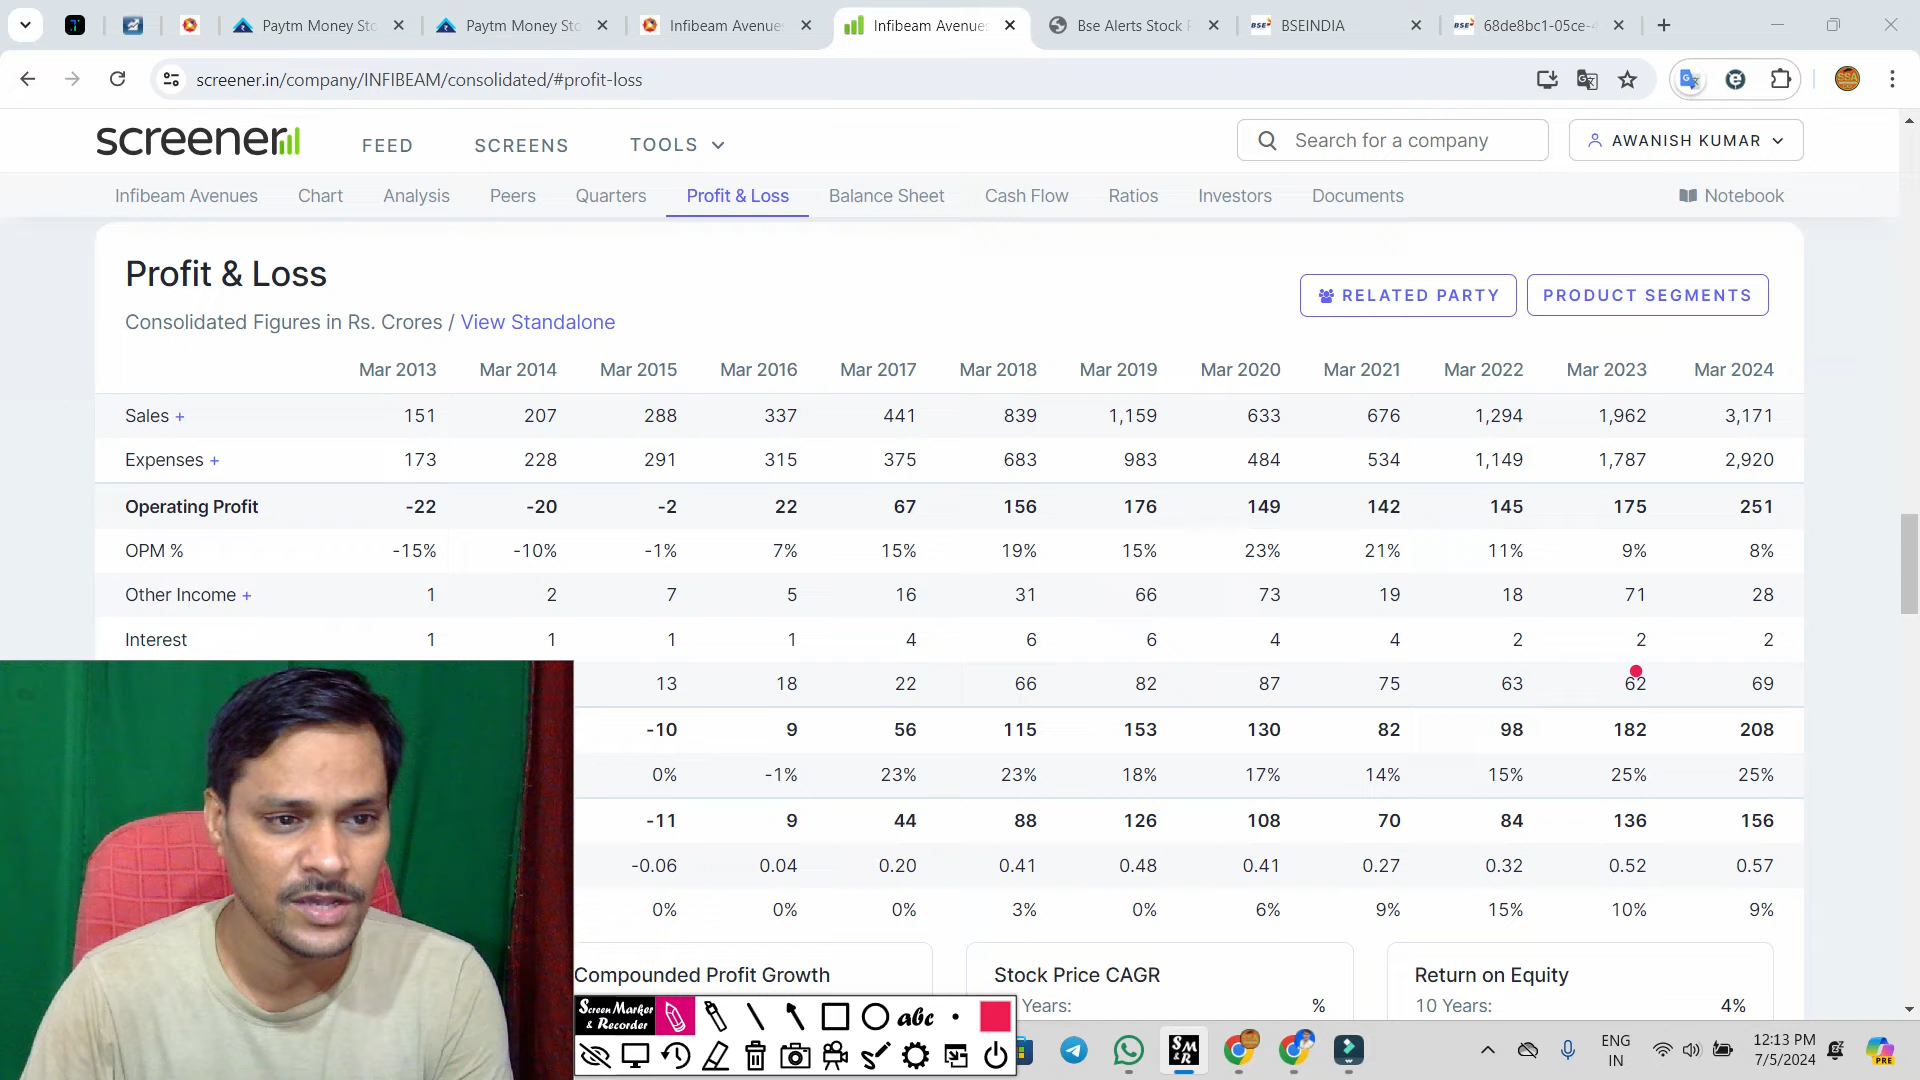 Paytm Money Sto
Paytm Money Sto
Infibeam Avenue
Infibeam Avenues
Bse Alerts Stock
BSE
BSEINDIA
BSE
68de8bc1-05ce-
screener.in/company/INFIBEAM/consolidated/#profit-loss
SSA
screener
FEED
SCREENS
TOOLS
Search for a company
AWANISH KUMAR
Infibeam Avenues
Chart
Analysis
Peers
Quarters
Profit & Loss
Balance Sheet
Cash Flow
Ratios
Investors
Documents
Notebook
Profit & Loss
RELATED PARTY
PRODUCT SEGMENTS
Consolidated Figures in Rs. Crores / View Standalone
Mar 2013 Mar 2014 Mar 2015 Mar 2016 Mar 2017 Mar 2018 Mar 2019 Mar 2020 Mar 2021 Mar 2022 Mar 2023 Mar 2024
Sales + 151 207 288 337 441 839 1,159 633 676 1,294 1,962 3,171
Expenses + 173 228 291 315 375 683 983 484 534 1,149 1,787 2,920
Operating Profit -22 -20 -2 22 67 156 176 149 142 145 175 251
OPM % -15% -10% -1% 7% 15% 19% 15% 23% 21% 11% 9% 8%
Other Income + 1 2 7 5 16 31 66 73 19 18 71 28
Interest 1 1 1 1 4 6 6 4 4 2 2 2
13 18 22 66 82 87 75 63 62 69
-10 9 56 115 153 130 82 98 182 208
0% -1% 23% 23% 18% 17% 14% 15% 25% 25%
-11 9 44 88 126 108 70 84 136 156
-0.06 0.04 0.20 0.41 0.48 0.41 0.27 0.32 0.52 0.57
0% 0% 0% 3% 0% 6% 9% 15% 10% 9%
Compounded Profit Growth
Stock Price CAGR
Return on Equity
Years: %
10 Years: 4%
Screen Marker
& Recorder
abc
SM
&R
ENG
IN
12:13 PM
7/5/2024
PRE